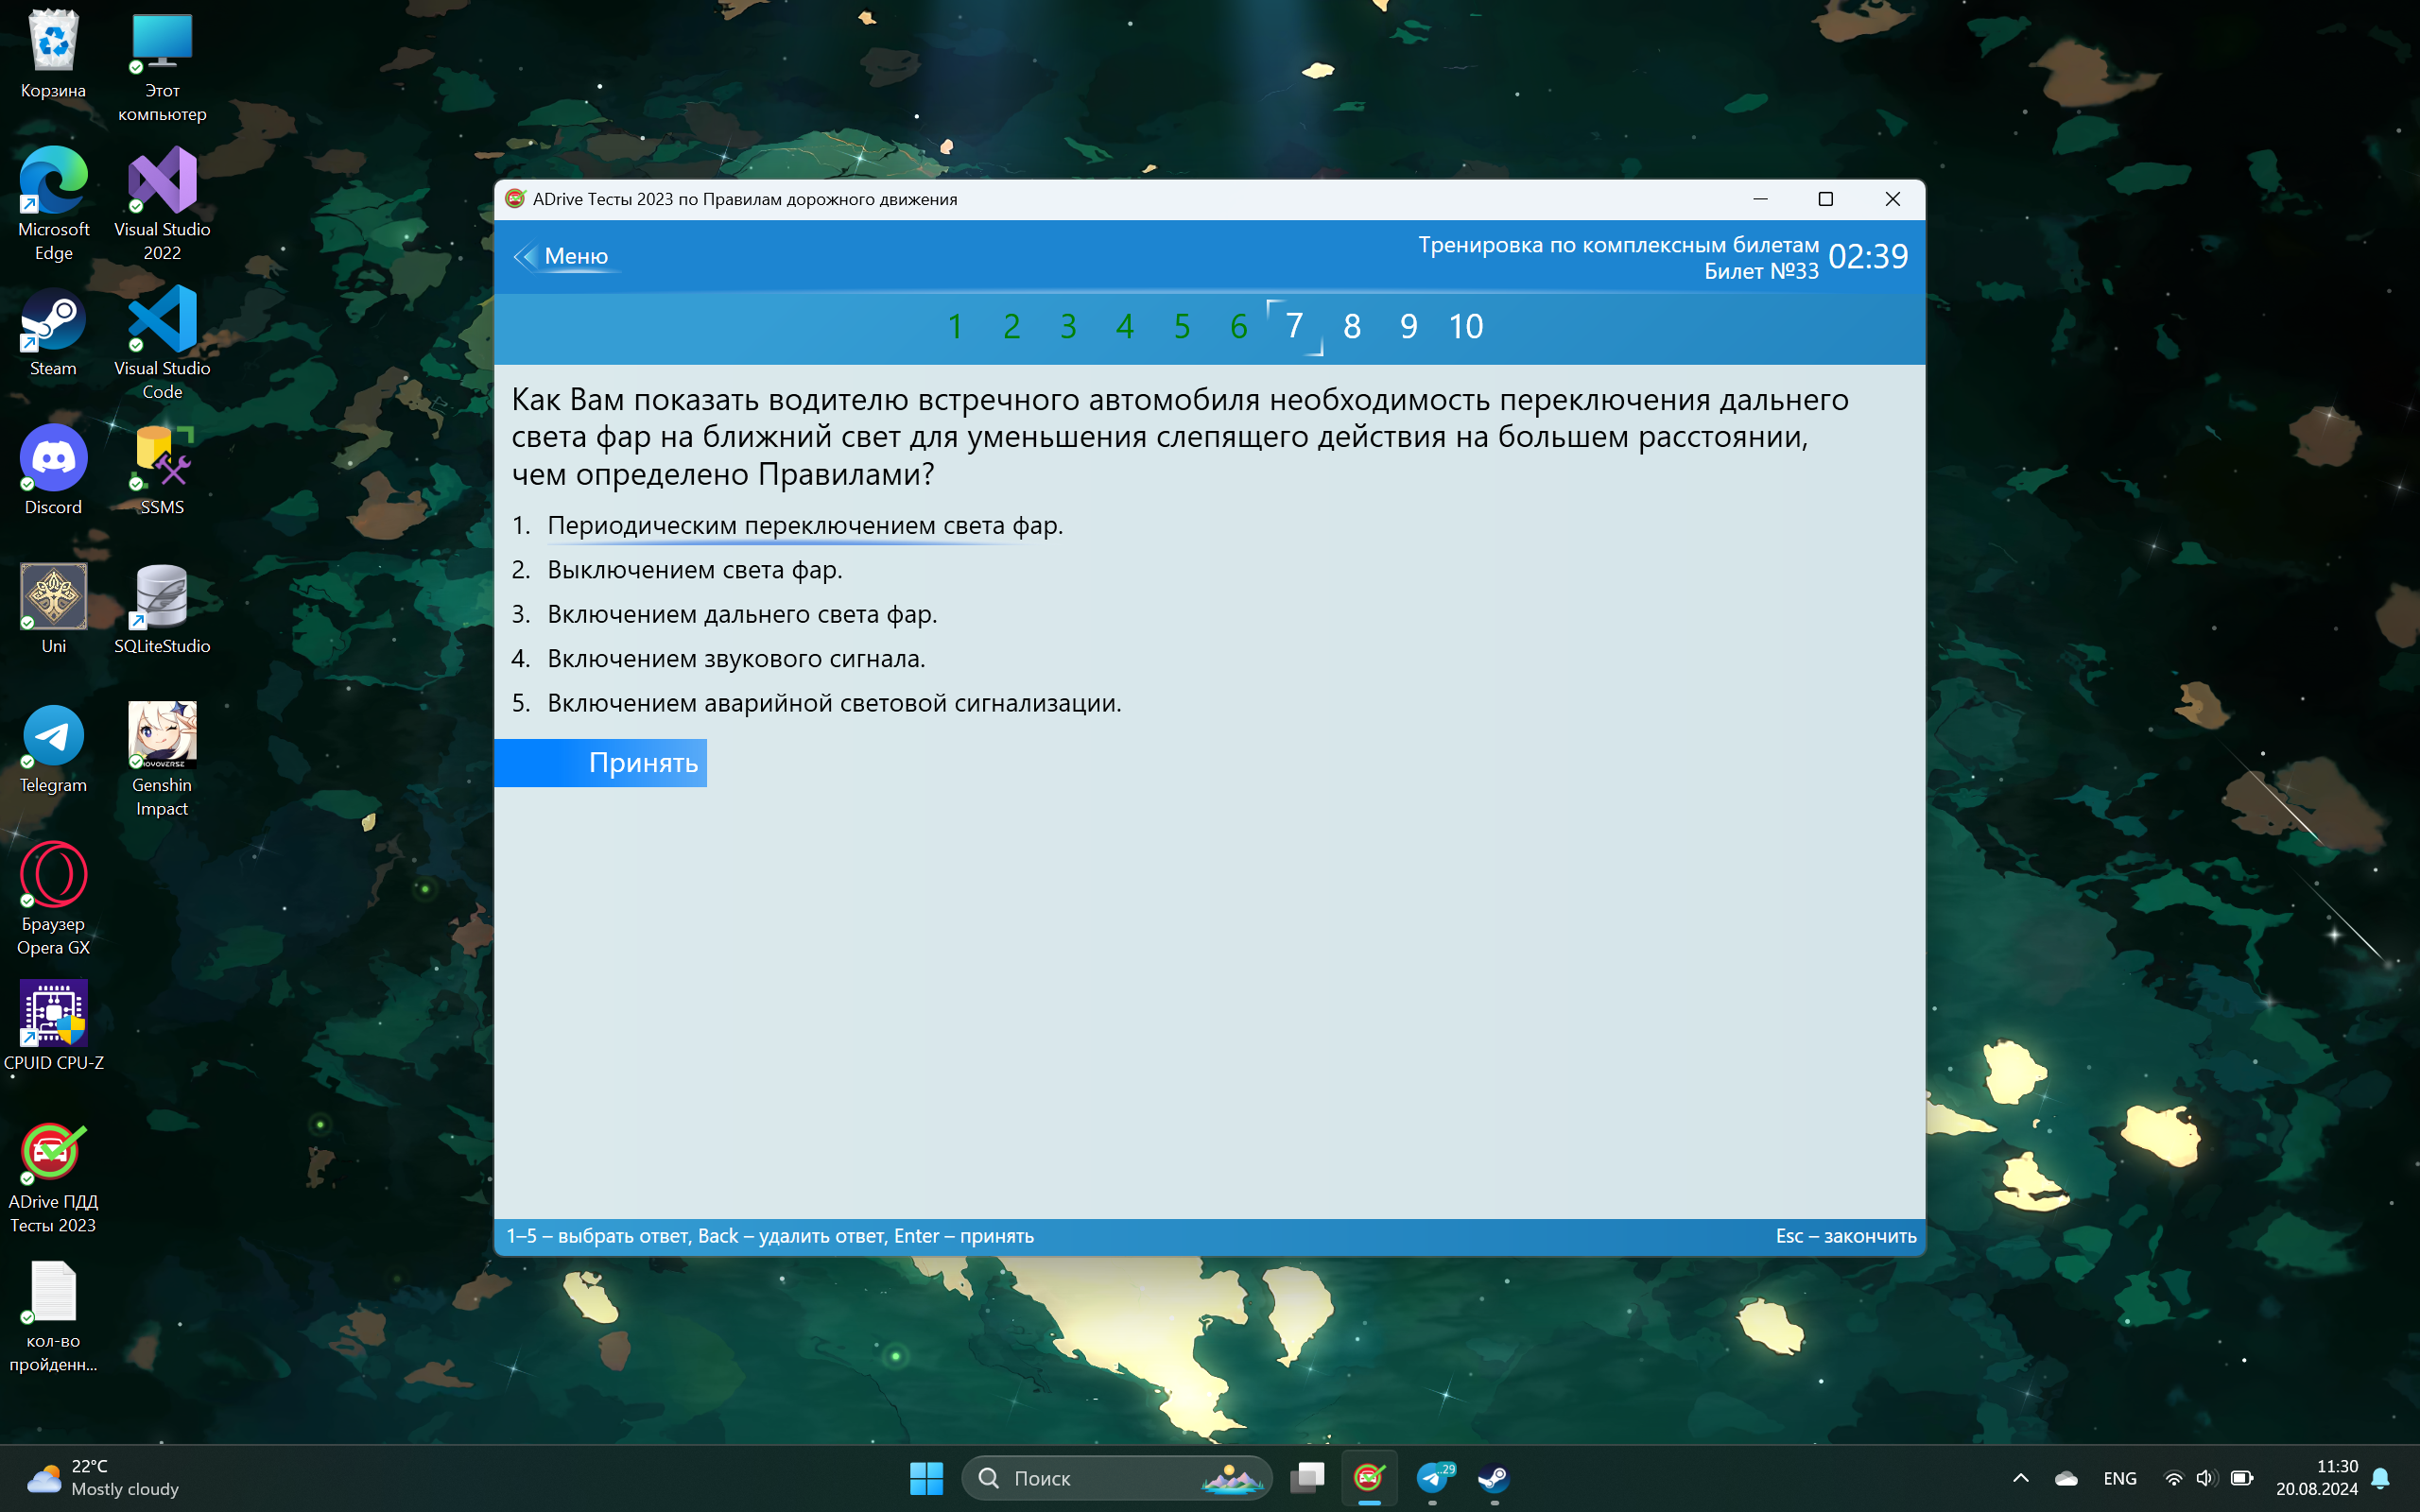 Корзина
Этот
компьютер
Microsoft
Edge
Visual Studio
2022
Steam
Visual Studio
Code
Discord
SSMS
Uni
SQLiteStudio
Telegram
HOYOVERSE
Genshin
Impact
Браузер
Opera GX
CPUID CPU-Z
ADrive ПДД
Тесты 2023
кол-во
пройденн...
ADrive Тесты 2023 по Правилам дорожного движения
Меню
Тренировка по комплексным билетам
Билет №33
02:39
1 2 3 4 5 6 7 8 9 10
Как Вам показать водителю встречного автомобиля необходимость переключения дальнего
света фар на ближний свет для уменьшения слепящего действия на большем расстоянии,
чем определено Правилами?
1. Периодическим переключением света фар.
2. Выключением света фар.
3. Включением дальнего света фар.
4. Включением звукового сигнала.
5. Включением аварийной световой сигнализации.
Принять
1–5 – выбрать ответ, Back – удалить ответ, Enter – принять
Esc – закончить
22°C
Mostly cloudy
Поиск
..29
ENG
11:30
20.08.2024